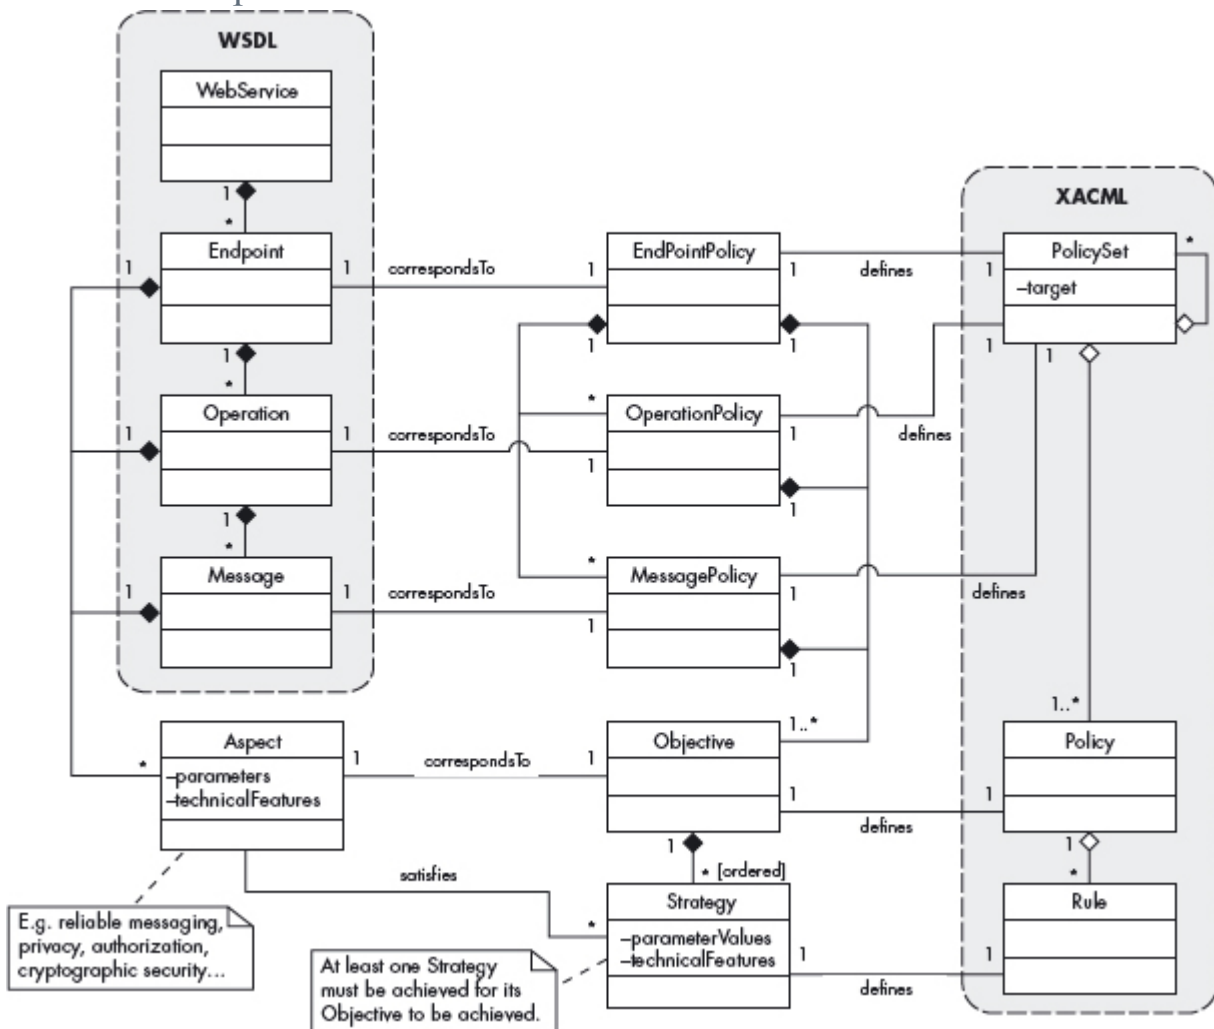 WSDL
WebService
1
*
Endpoint
1
1
correspondsTo
1
EndPointPolicy
1
defines
1
XACML
PolicySet
–target
*
1
*
1
1
1
1
Operation
1
1
correspondsTo
1
*
OperationPolicy
1
defines
1
1
*
Message
1
1
correspondsTo
1
*
MessagePolicy
1
defines
1
1..*
1..*
Aspect
–parameters
–technicalFeatures
*
1
correspondsTo
1
Objective
1
defines
1
Policy
1
* [ordered]
1
*
satisfies
*
Strategy
–parameterValues
–technicalFeatures
1
defines
1
Rule
E.g. reliable messaging,
privacy, authorization,
cryptographic security...
At least one Strategy
must be achieved for its
Objective to be achieved.